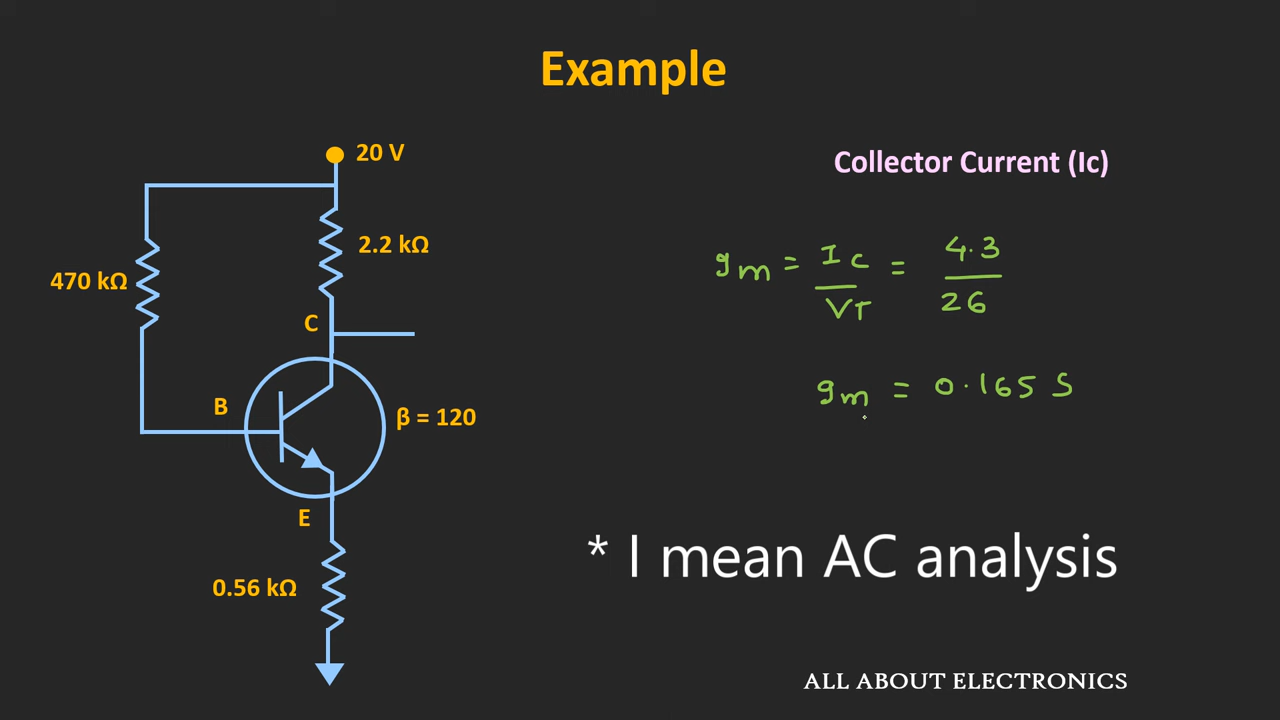 Example
20 V
Collector Current (Ic)
2.2 kΩ
470 kΩ
gm = Ic / VT = 4.3 / 26
C
gm = 0.165 S
B
β = 120
E
* I mean AC analysis
0.56 kΩ
ALL ABOUT ELECTRONICS